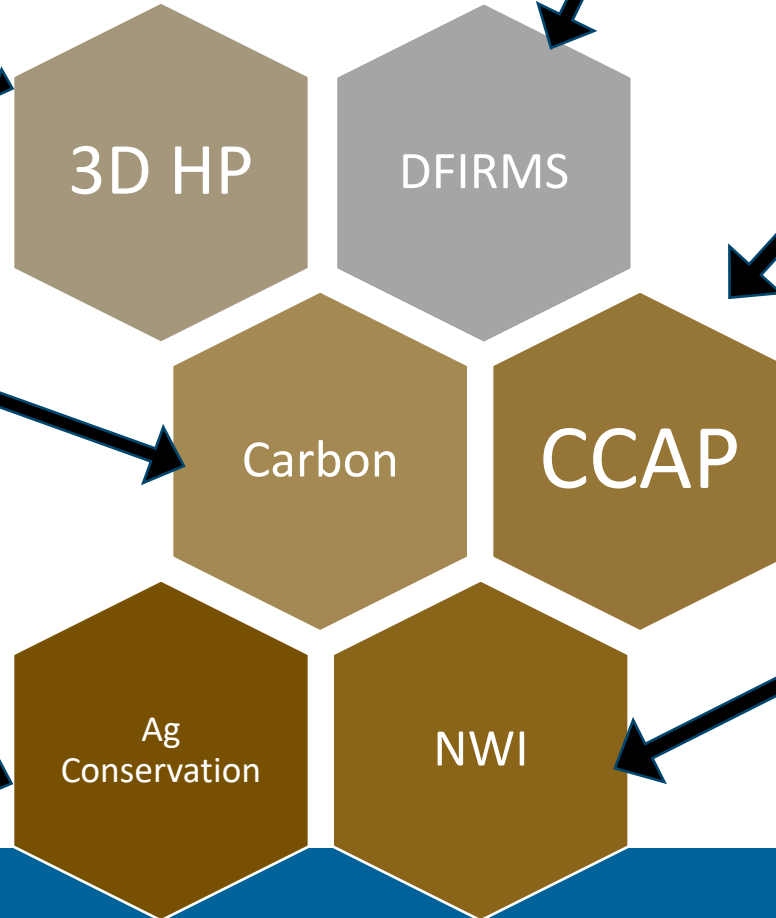 3D HP
DFIRMS
Carbon
CCAP
Ag
Conservation
NWI